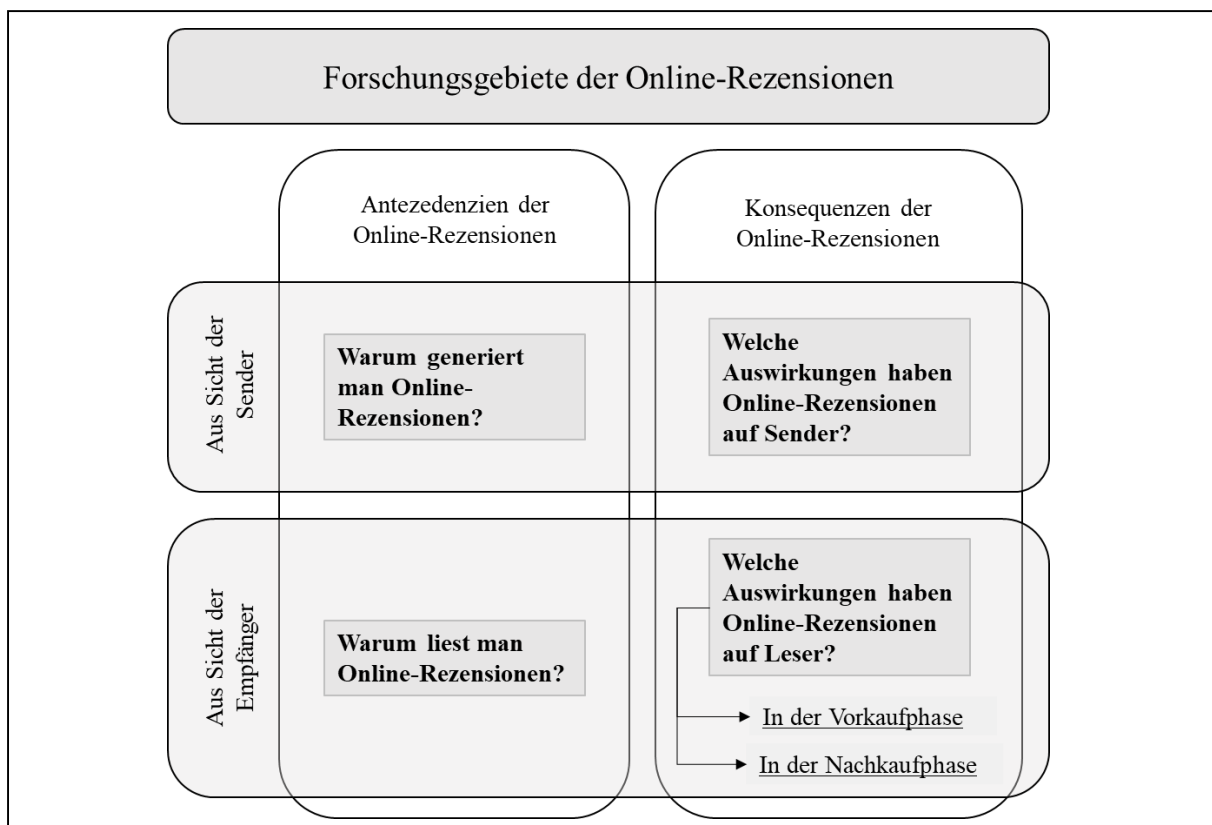 Forschungsgebiete der Online-Rezensionen
Antezedenzien der
Online-Rezensionen
Konsequenzen der
Online-Rezensionen
Aus Sicht der
Sender
Warum generiert
man Online-
Rezensionen?
Welche
Auswirkungen haben
Online-Rezensionen
auf Sender?
Aus Sicht der
Empfänger
Warum liest man
Online-Rezensionen?
Welche
Auswirkungen haben
Online-Rezensionen
auf Leser?
In der Vorkaufphase
In der Nachkaufphase